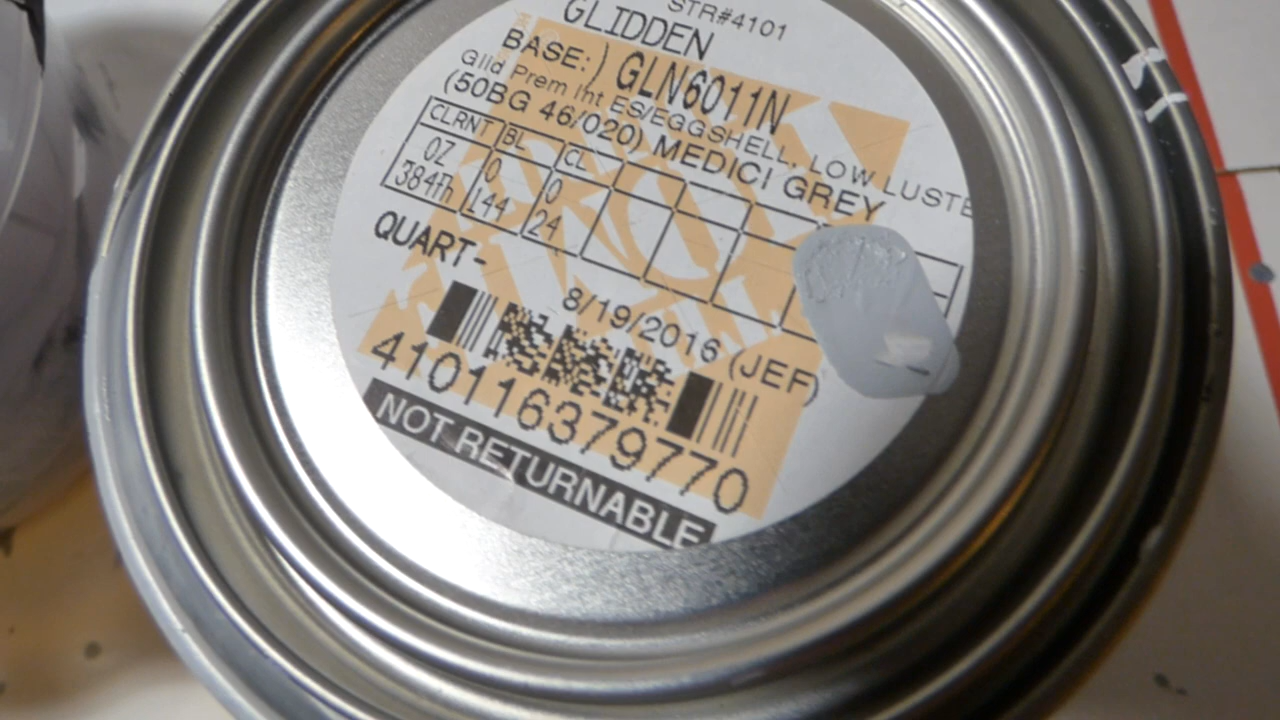 STR#4101
GLIDDEN
BASE:) GLN6011N
Glid Prem Int ES/EGGSHELL, LOW LUSTE
(50BG 46/020) MEDICI GREY
CLRNT BL CL
OZ 0 0
384th 144 24
QUART-
8/19/2016 (JEF)
410116379770
NOT RETURNABLE